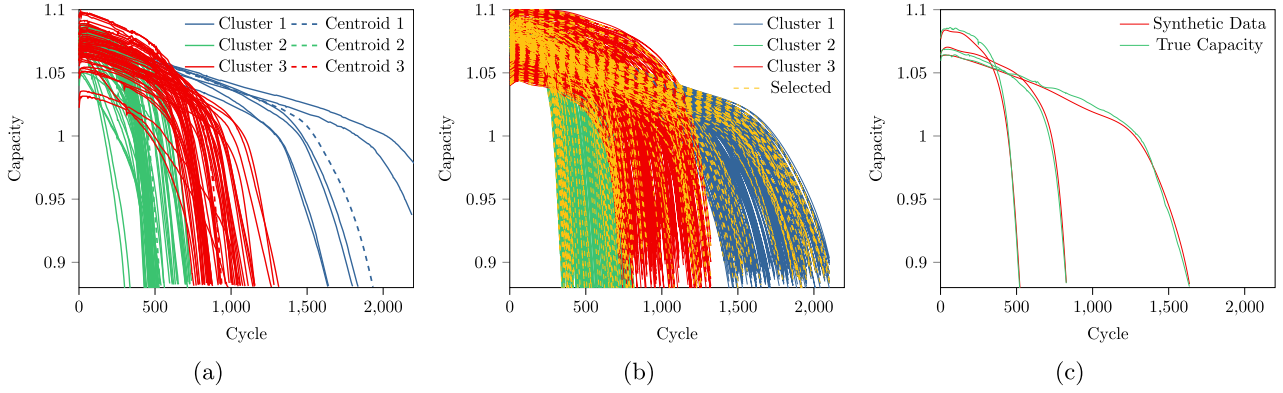 1.1
1.05
1
0.95
0.9
Capacity
Cluster 1
Cluster 2
Cluster 3
Centroid 1
Centroid 2
Centroid 3
0
500
1,000
1,500
2,000
Cycle
(a)
1.1
1.05
1
0.95
0.9
Capacity
Cluster 1
Cluster 2
Cluster 3
Selected
0
500
1,000
1,500
2,000
Cycle
(b)
1.1
1.05
1
0.95
0.9
Capacity
Synthetic Data
True Capacity
0
500
1,000
1,500
2,000
Cycle
(c)